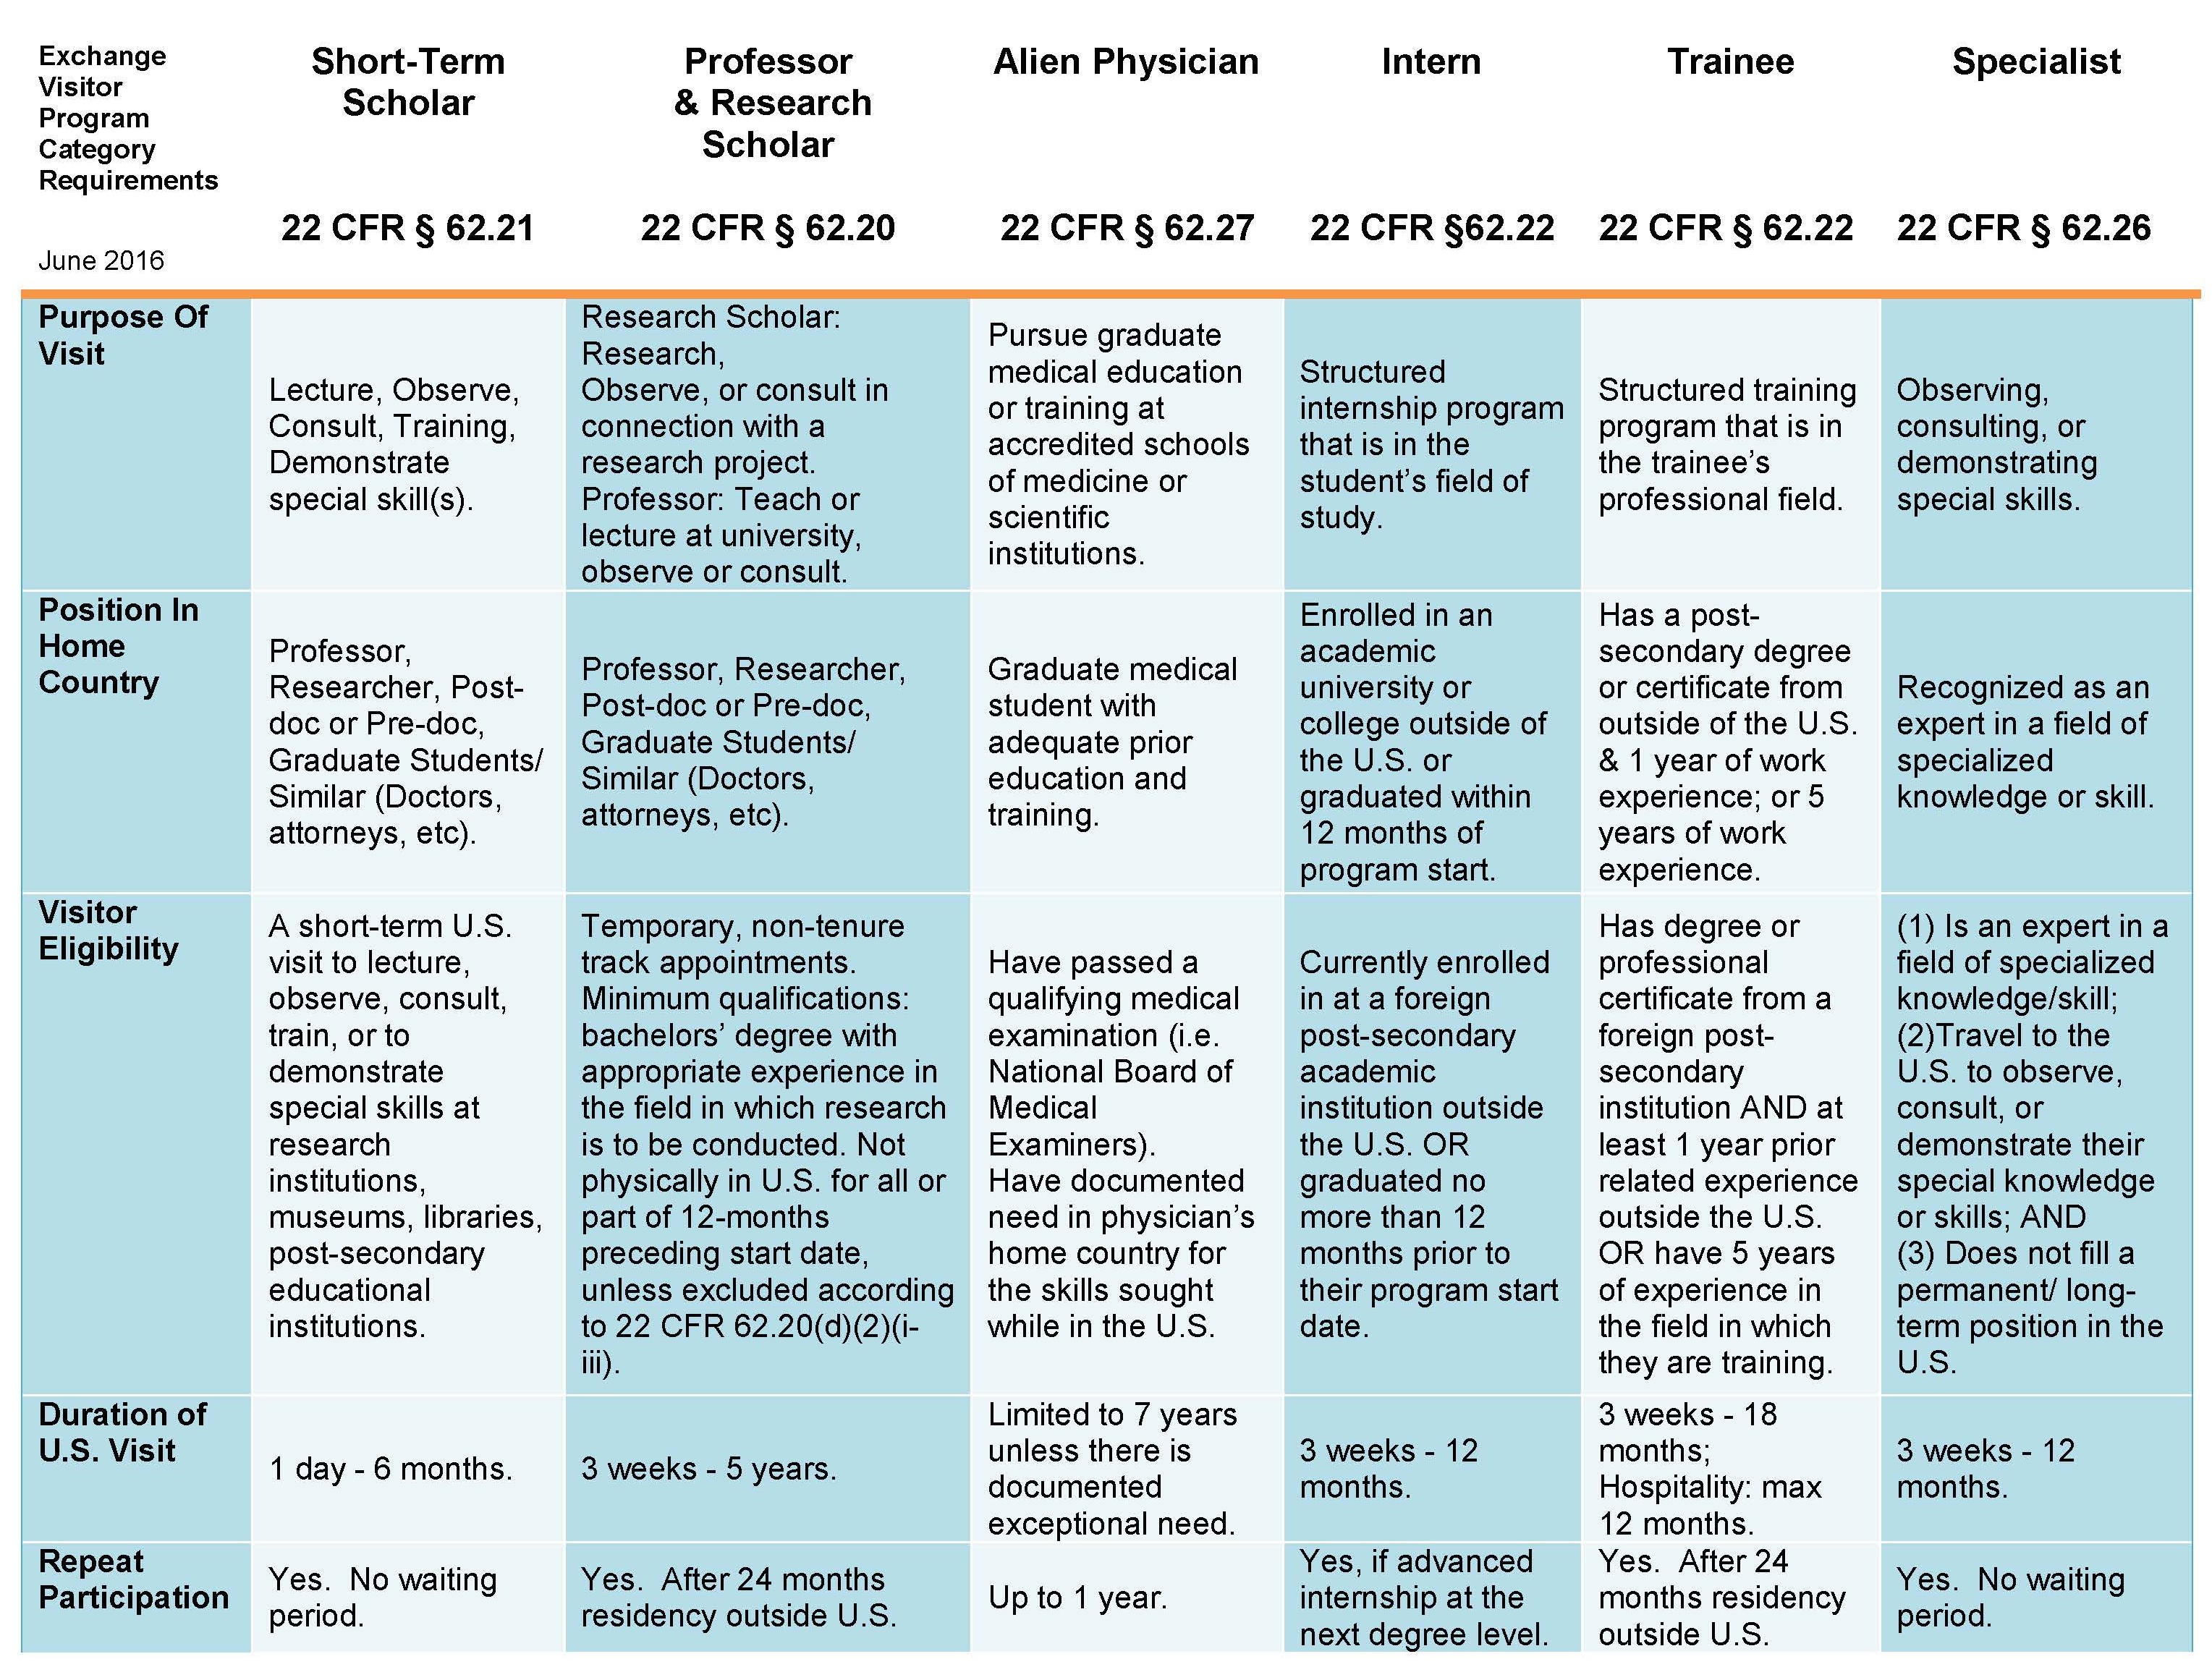 Exchange
Visitor
Program
Category
Requirements
June 2016
Short-Term
Scholar
22 CFR § 62.21
Professor
& Research
Scholar
22 CFR § 62.20
Alien Physician
22 CFR § 62.27
Intern
22 CFR §62.22
Trainee
22 CFR § 62.22
Specialist
22 CFR § 62.26
Purpose Of
Visit
Lecture, Observe,
Consult, Training,
Demonstrate
special skill(s).
Research Scholar:
Research,
Observe, or consult in
connection with a
research project.
Professor: Teach or
lecture at university,
observe or consult.
Pursue graduate
medical education
or training at
accredited schools
of medicine or
scientific
institutions.
Structured
internship program
that is in the
student’s field of
study.
Structured training
program that is in
the trainee’s
professional field.
Observing,
consulting, or
demonstrating
special skills.
Position In
Home
Country
Professor,
Researcher, Post-
doc or Pre-doc,
Graduate Students/
Similar (Doctors,
attorneys, etc).
Professor, Researcher,
Post-doc or Pre-doc,
Graduate Students/
Similar (Doctors,
attorneys, etc).
Graduate medical
student with
adequate prior
education and
training.
Enrolled in an
academic
university or
college outside of
the U.S. or
graduated within
12 months of
program start.
Has a post-
secondary degree
or certificate from
outside of the U.S.
& 1 year of work
experience; or 5
years of work
experience.
Recognized as an
expert in a field of
specialized
knowledge or skill.
Visitor
Eligibility
A short-term U.S.
visit to lecture,
observe, consult,
train, or to
demonstrate
special skills at
research
institutions,
museums, libraries,
post-secondary
educational
institutions.
Temporary, non-tenure
track appointments.
Minimum qualifications:
bachelors’ degree with
appropriate experience in
the field in which research
is to be conducted. Not
physically in U.S. for all or
part of 12-months
preceding start date,
unless excluded according
to 22 CFR 62.20(d)(2)(i-
iii).
Have passed a
qualifying medical
examination (i.e.
National Board of
Medical
Examiners).
Have documented
need in physician’s
home country for
the skills sought
while in the U.S.
Currently enrolled
in at a foreign
post-secondary
academic
institution outside
the U.S. OR
graduated no
more than 12
months prior to
their program start
date.
Has degree or
professional
certificate from a
foreign post-
secondary
institution AND at
least 1 year prior
related experience
outside the U.S.
OR have 5 years
of experience in
the field in which
they are training.
(1) Is an expert in a
field of specialized
knowledge/skill;
(2)Travel to the
U.S. to observe,
consult, or
demonstrate their
special knowledge
or skills; AND
(3) Does not fill a
permanent/ long-
term position in the
U.S.
Duration of
U.S. Visit
1 day - 6 months.
3 weeks - 5 years.
Limited to 7 years
unless there is
documented
exceptional need.
3 weeks - 12
months.
3 weeks - 18
months;
Hospitality: max
12 months.
3 weeks - 12
months.
Repeat
Participation
Yes. No waiting
period.
Yes. After 24 months
residency outside U.S.
Up to 1 year.
Yes, if advanced
internship at the
next degree level.
Yes. After 24
months residency
outside U.S.
Yes. No waiting
period.